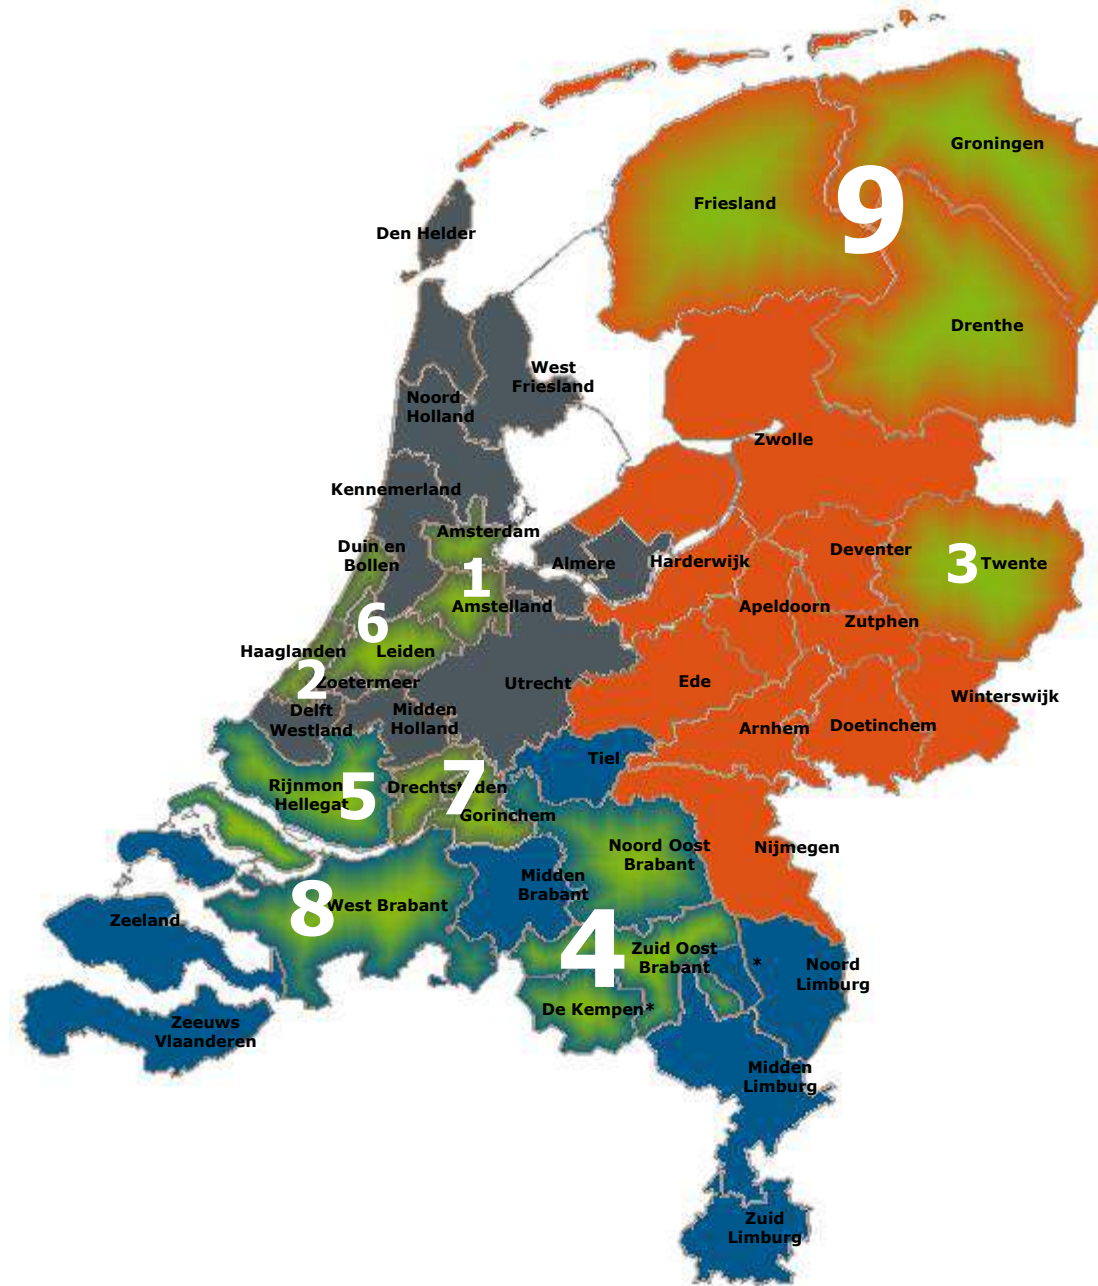 Groningen
Friesland
9
Den Helder
Drenthe
West
Friesland
Noord
Holland
Zwolle
Kennemerland
Amsterdam
Duin en
Bollen
Almere
Harderwijk
Deventer
3
Twente
1
Amstelland
Apeldoorn
Zutphen
6
Haaglanden
Leiden
2
Zoetermeer
Utrecht
Ede
Winterswijk
Delft
Westland
Midden
Holland
Arnhem
Doetinchem
Tiel
Rijnmond
Hellegat
5
Drechtsteden
7
Gorinchem
Noord Oost
Brabant
Nijmegen
Midden
Brabant
8
West Brabant
Zeeland
4
Zuid Oost
Brabant
*
Noord
Limburg
De Kempen*
Zeeuws
Vlaanderen
Midden
Limburg
Zuid
Limburg